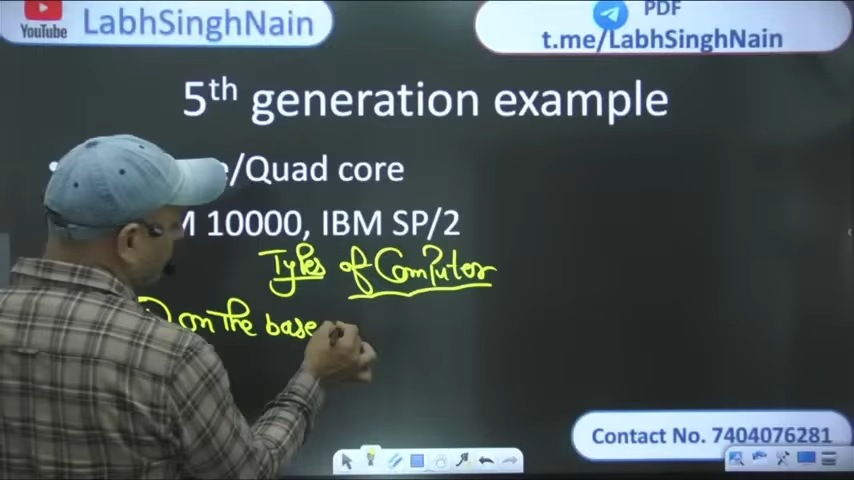 YouTube
LabhSinghNain
PDF
t.me/LabhSinghNain
5th generation example
/Quad core
10000, IBM SP/2
Types of Computer
on the base
Contact No. 7404076281